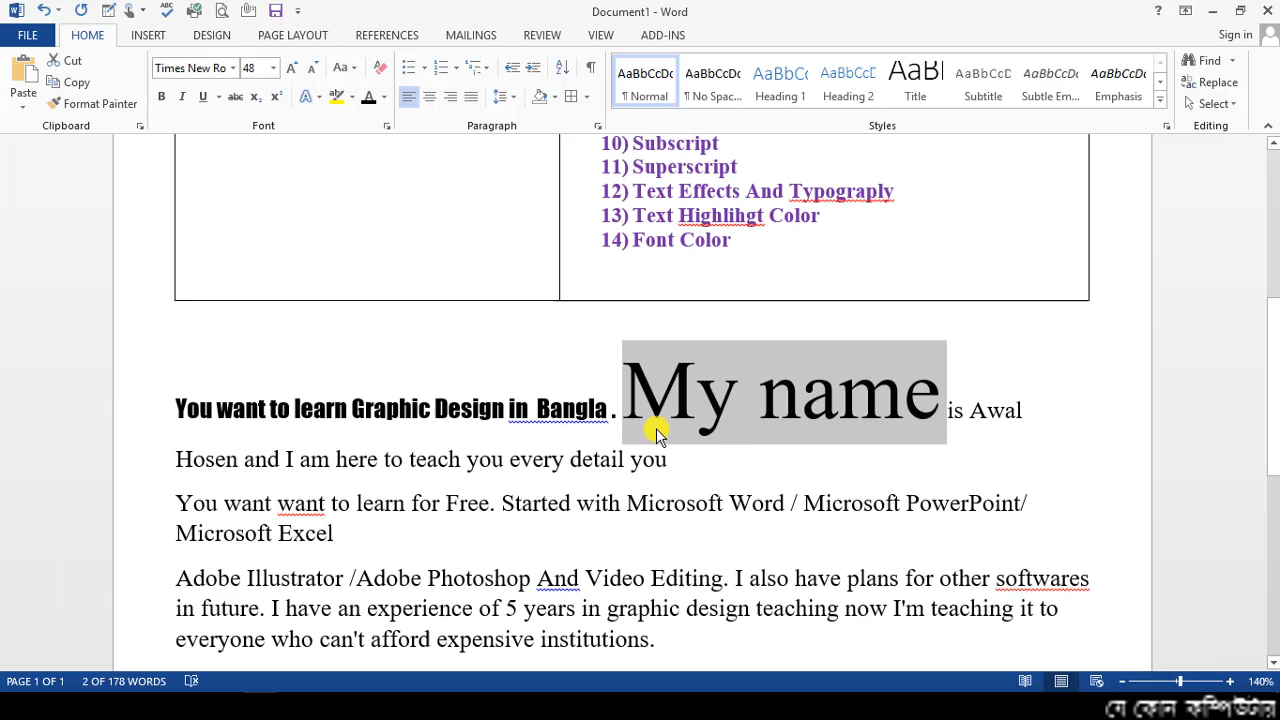 Document1 - Word
?
FILE
HOME
INSERT
DESIGN
PAGE LAYOUT
REFERENCES
MAILINGS
REVIEW
VIEW
ADD-INS
Sign in
Paste
Cut
Copy
Format Painter
Clipboard
Times New Ro
48
Font
Paragraph
AaBbCcDc
AaBbCcDc
AaBbCc
AaBbCcC
AaBl
AaBbCcD
AaBbCcDc
AaBbCcDc
¶ Normal
¶ No Spac...
Heading 1
Heading 2
Title
Subtitle
Subtle Em...
Emphasis
Styles
Find
Replace
Select
Editing
10) Subscript
11) Superscript
12) Text Effects And Typograply
13) Text Highlihgt Color
14) Font Color
You want to learn Graphic Design in Bangla . My name is Awal
Hosen and I am here to teach you every detail you
You want want to learn for Free. Started with Microsoft Word / Microsoft PowerPoint/
Microsoft Excel
Adobe Illustrator /Adobe Photoshop And Video Editing. I also have plans for other softwares
in future. I have an experience of 5 years in graphic design teaching now I'm teaching it to
everyone who can't afford expensive institutions.
PAGE 1 OF 1
2 OF 178 WORDS
140%
যে কোন কম্পিউটার